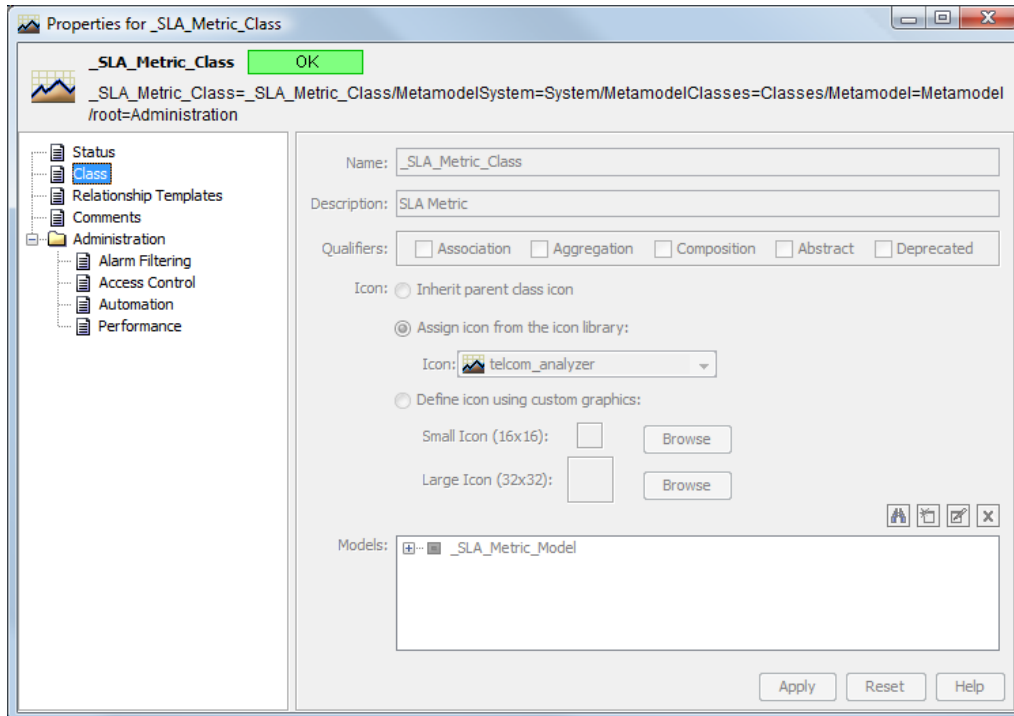 Properties for _SLA_Metric_Class
_SLA_Metric_Class OK
_SLA_Metric_Class=_SLA_Metric_Class/MetamodelSystem=System/MetamodelClasses=Classes/Metamodel=Metamodel
/root=Administration
Status
Class
Relationship Templates
Comments
Administration
Alarm Filtering
Access Control
Automation
Performance
Name: _SLA_Metric_Class
Description: SLA Metric
Qualifiers: Association Aggregation Composition Abstract Deprecated
Icon: Inherit parent class icon
Assign icon from the icon library:
Icon: telcom_analyzer
Define icon using custom graphics:
Small Icon (16x16): Browse
Large Icon (32x32): Browse
Models: _SLA_Metric_Model
Apply Reset Help